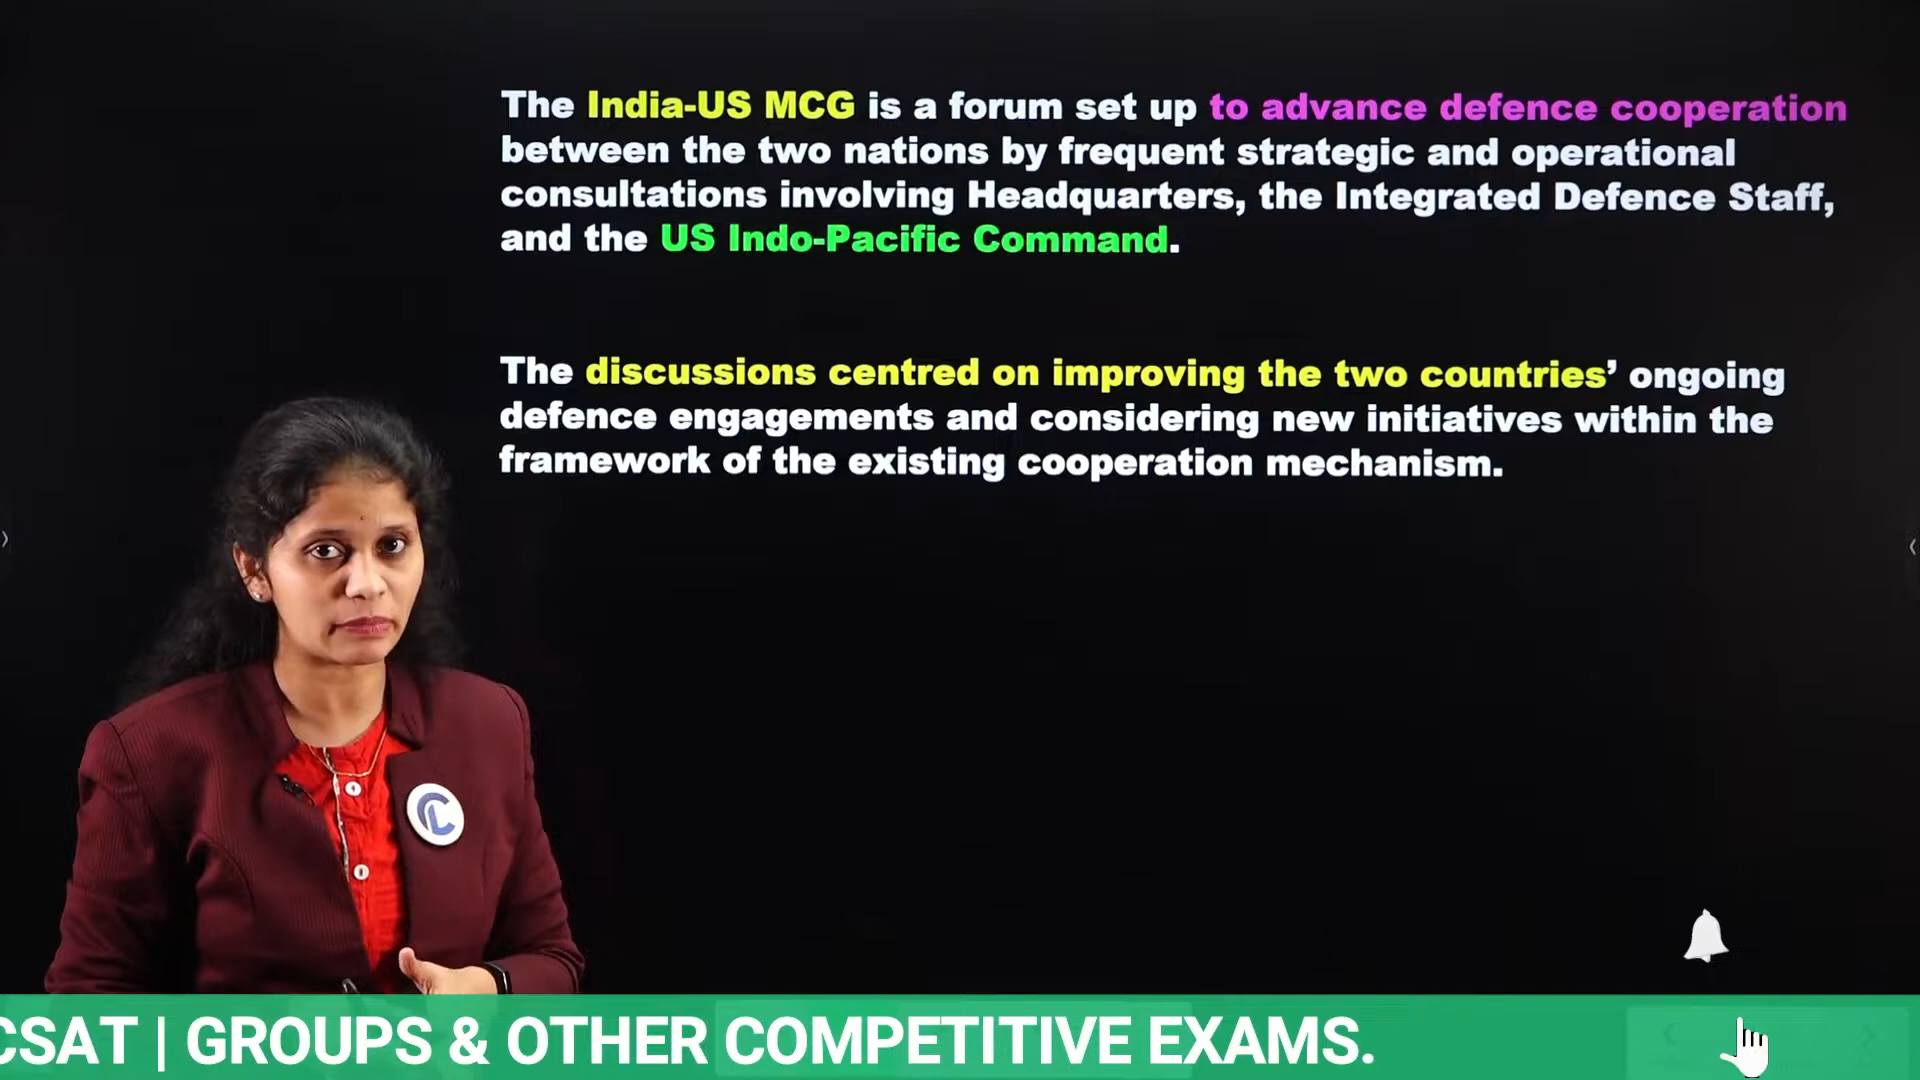 The India-US MCG is a forum set up to advance defence cooperation
between the two nations by frequent strategic and operational
consultations involving Headquarters, the Integrated Defence Staff,
and the US Indo-Pacific Command.
The discussions centred on improving the two countries’ ongoing
defence engagements and considering new initiatives within the
framework of the existing cooperation mechanism.
CSAT | GROUPS & OTHER COMPETITIVE EXAMS.